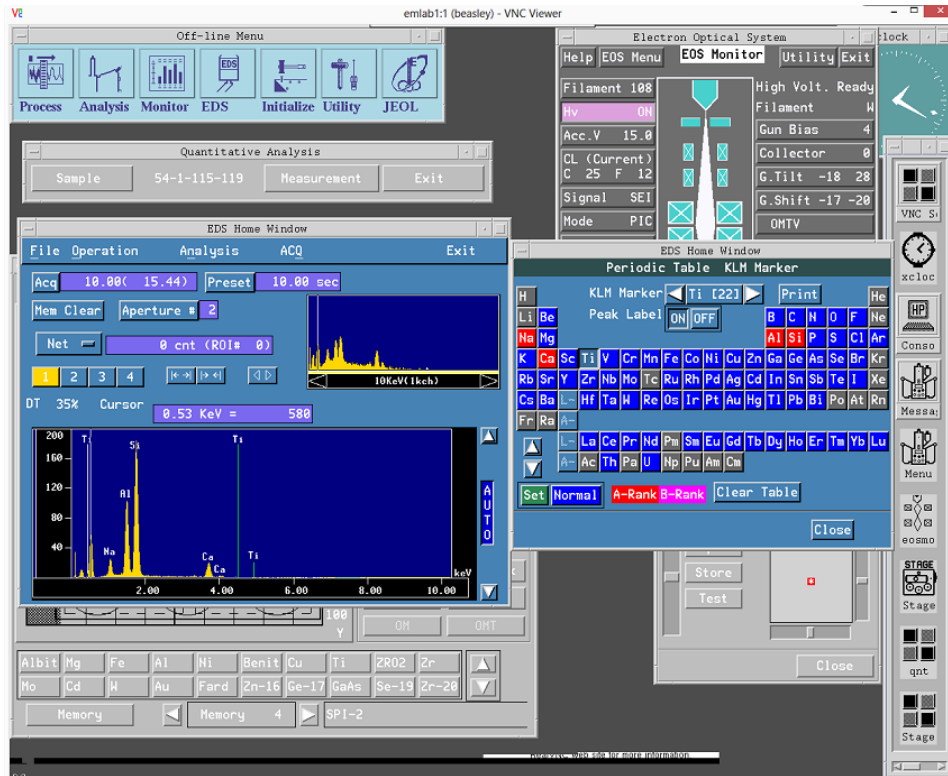 emlab1:1 (beasley) - VNC Viewer
Off-line Menu
Process Analysis Monitor EDS Initialize Utility JEOL
EDS
Electron Optical System
Help EOS Menu EOS Monitor Utility Exit
Filament 108
Hv ON
Acc.V 15.0
CL (Current)
C 25 F 12
Signal SEI
Mode PIC
High Volt. Ready
Filament W
Gun Bias 4
Collector 0
G.Tilt -18 28
G.Shift -17 -20
OMTV
clock
Quantitative Analysis
Sample 54-1-115-119 Measurement Exit
EDS Home Window
File Operation Analysis ACQ Exit
Acq 10.00( 15.44) Preset 10.00 sec
Mem Clear Aperture # 2
Net 0 cnt (ROI# 0)
1 2 3 4
10KeV(1kch)
DT 35% Cursor 0.53 KeV = 580
200 Ti Si Ti
160
120 Al
80
40 Na Ca Ca Ti
keV
2.00 4.00 6.00 8.00 10.00
AUTO
EDS Home Window
Periodic Table KLM Marker
KLM Marker Ti [22] Print
Peak Label ON OFF
H He
Li Be B C N O F Ne
Na Mg Al Si P S Cl Ar
K Ca Sc Ti V Cr Mn Fe Co Ni Cu Zn Ga Ge As Se Br Kr
Rb Sr Y Zr Nb Mo Tc Ru Rh Pd Ag Cd In Sn Sb Te I Xe
Cs Ba L- Hf Ta W Re Os Ir Pt Au Hg Tl Pb Bi Po At Rn
Fr Ra A-
L- La Ce Pr Nd Pm Sm Eu Gd Tb Dy Ho Er Tm Yb Lu
A- Ac Th Pa U Np Pu Am Cm
Set Normal A-Rank B-Rank Clear Table
Close
Store
Test
Close
100
Y
OM OMT
Albit Mg Fe Al Ni Benit Cu Ti ZRO2 Zr
Mo Cd W Au Fard Zn-16 Ge-17 GaAs Se-19 Zr-20
Memory Memory 4 SPI-2
VNC
xcloc
HP
Conso
Messa
Menu
eosmo
STAGE
Stage
qnt
Stage
web site for more information